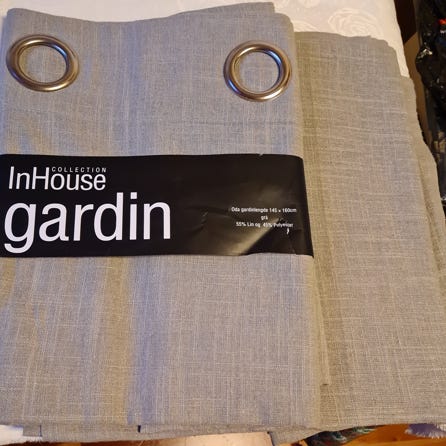 COLLECTION
InHouse
gardin
Oda gardinlengde 145 x 160cm
grå
55% Lin og 45% Polyester